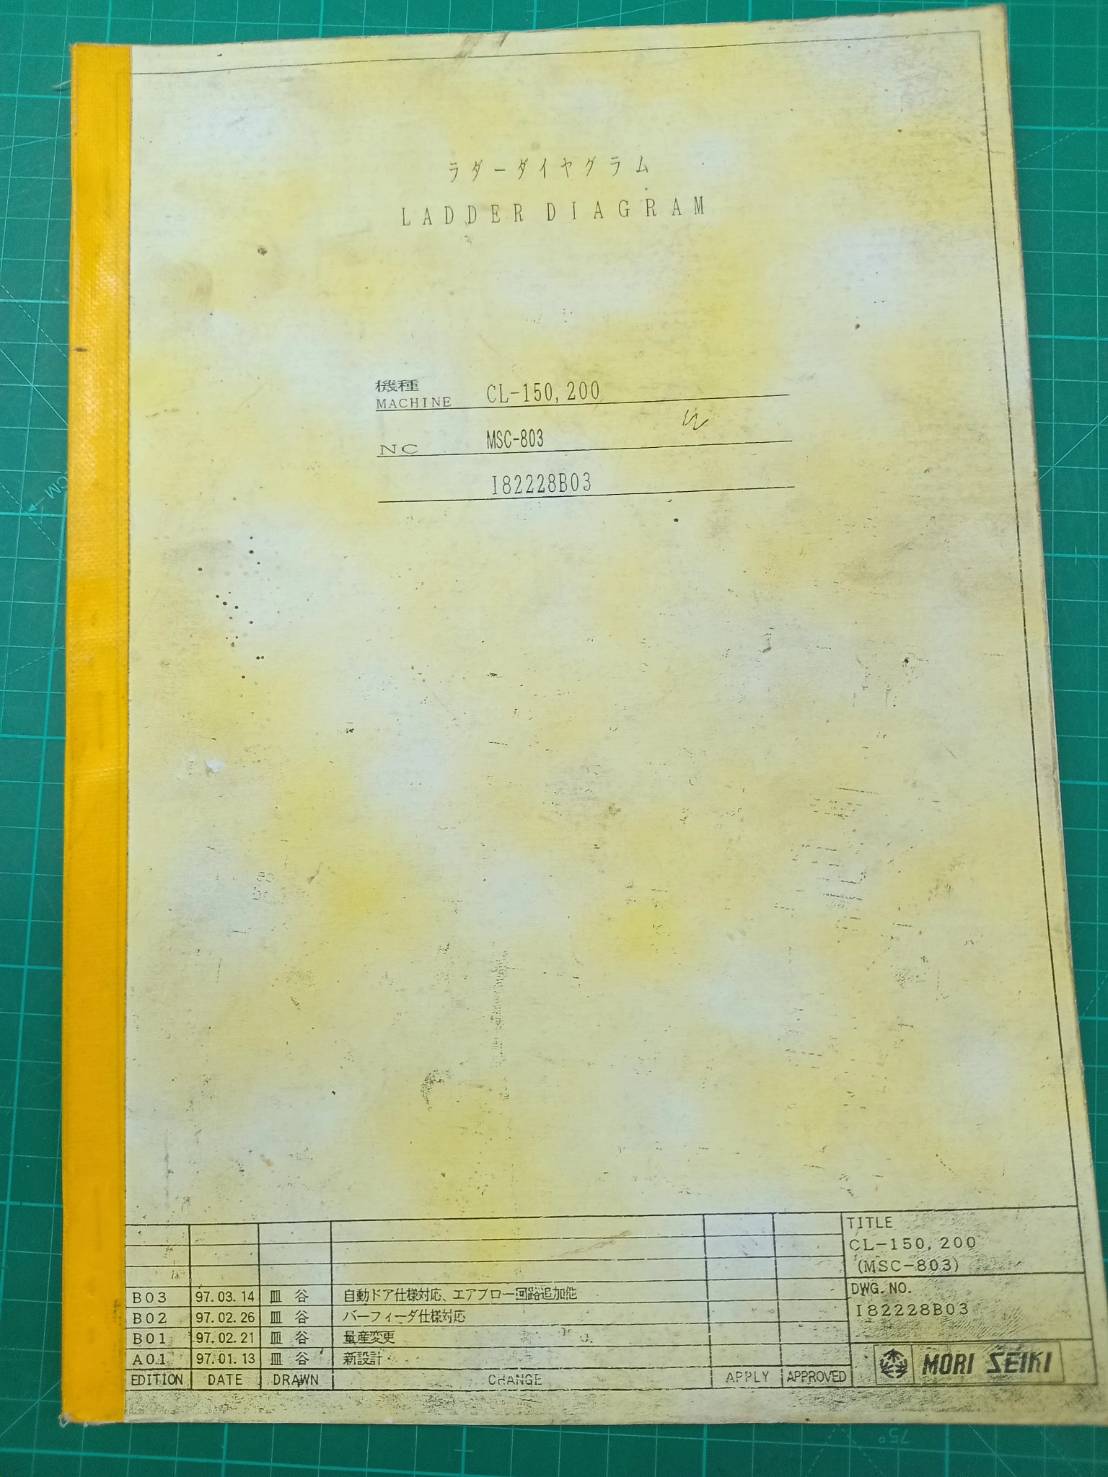 ラダーダイヤグラム
LADDER DIAGRAM
機種
MACHINE CL-150,200
NC MSC-803
I82228B03
TITLE
CL-150,200
(MSC-803)
DWG.NO.
I82228B03
B03 97.03.14 皿谷 自動ドア仕様対応、エアブロー回路追加他
B02 97.02.26 皿谷 バーフィーダ仕様対応
B01 97.02.21 皿谷 量産変更
A01 97.01.13 皿谷 新設計
EDITION DATE DRAWN CHANGE APPLY APPROVED
MORI SEIKI